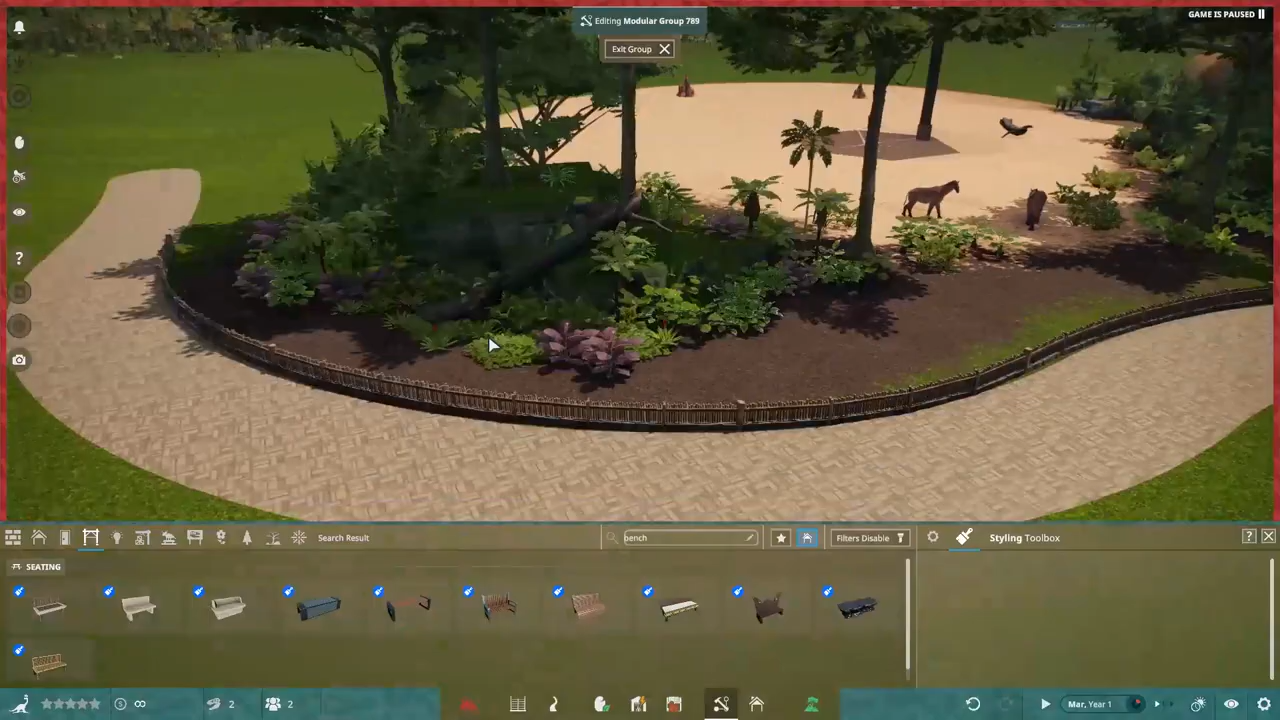 Editing Modular Group 789
GAME IS PAUSED
Exit Group
?
Search Result
bench
Filters Disable
Styling Toolbox
?
SEATING
∞
2
2
Mar, Year 1